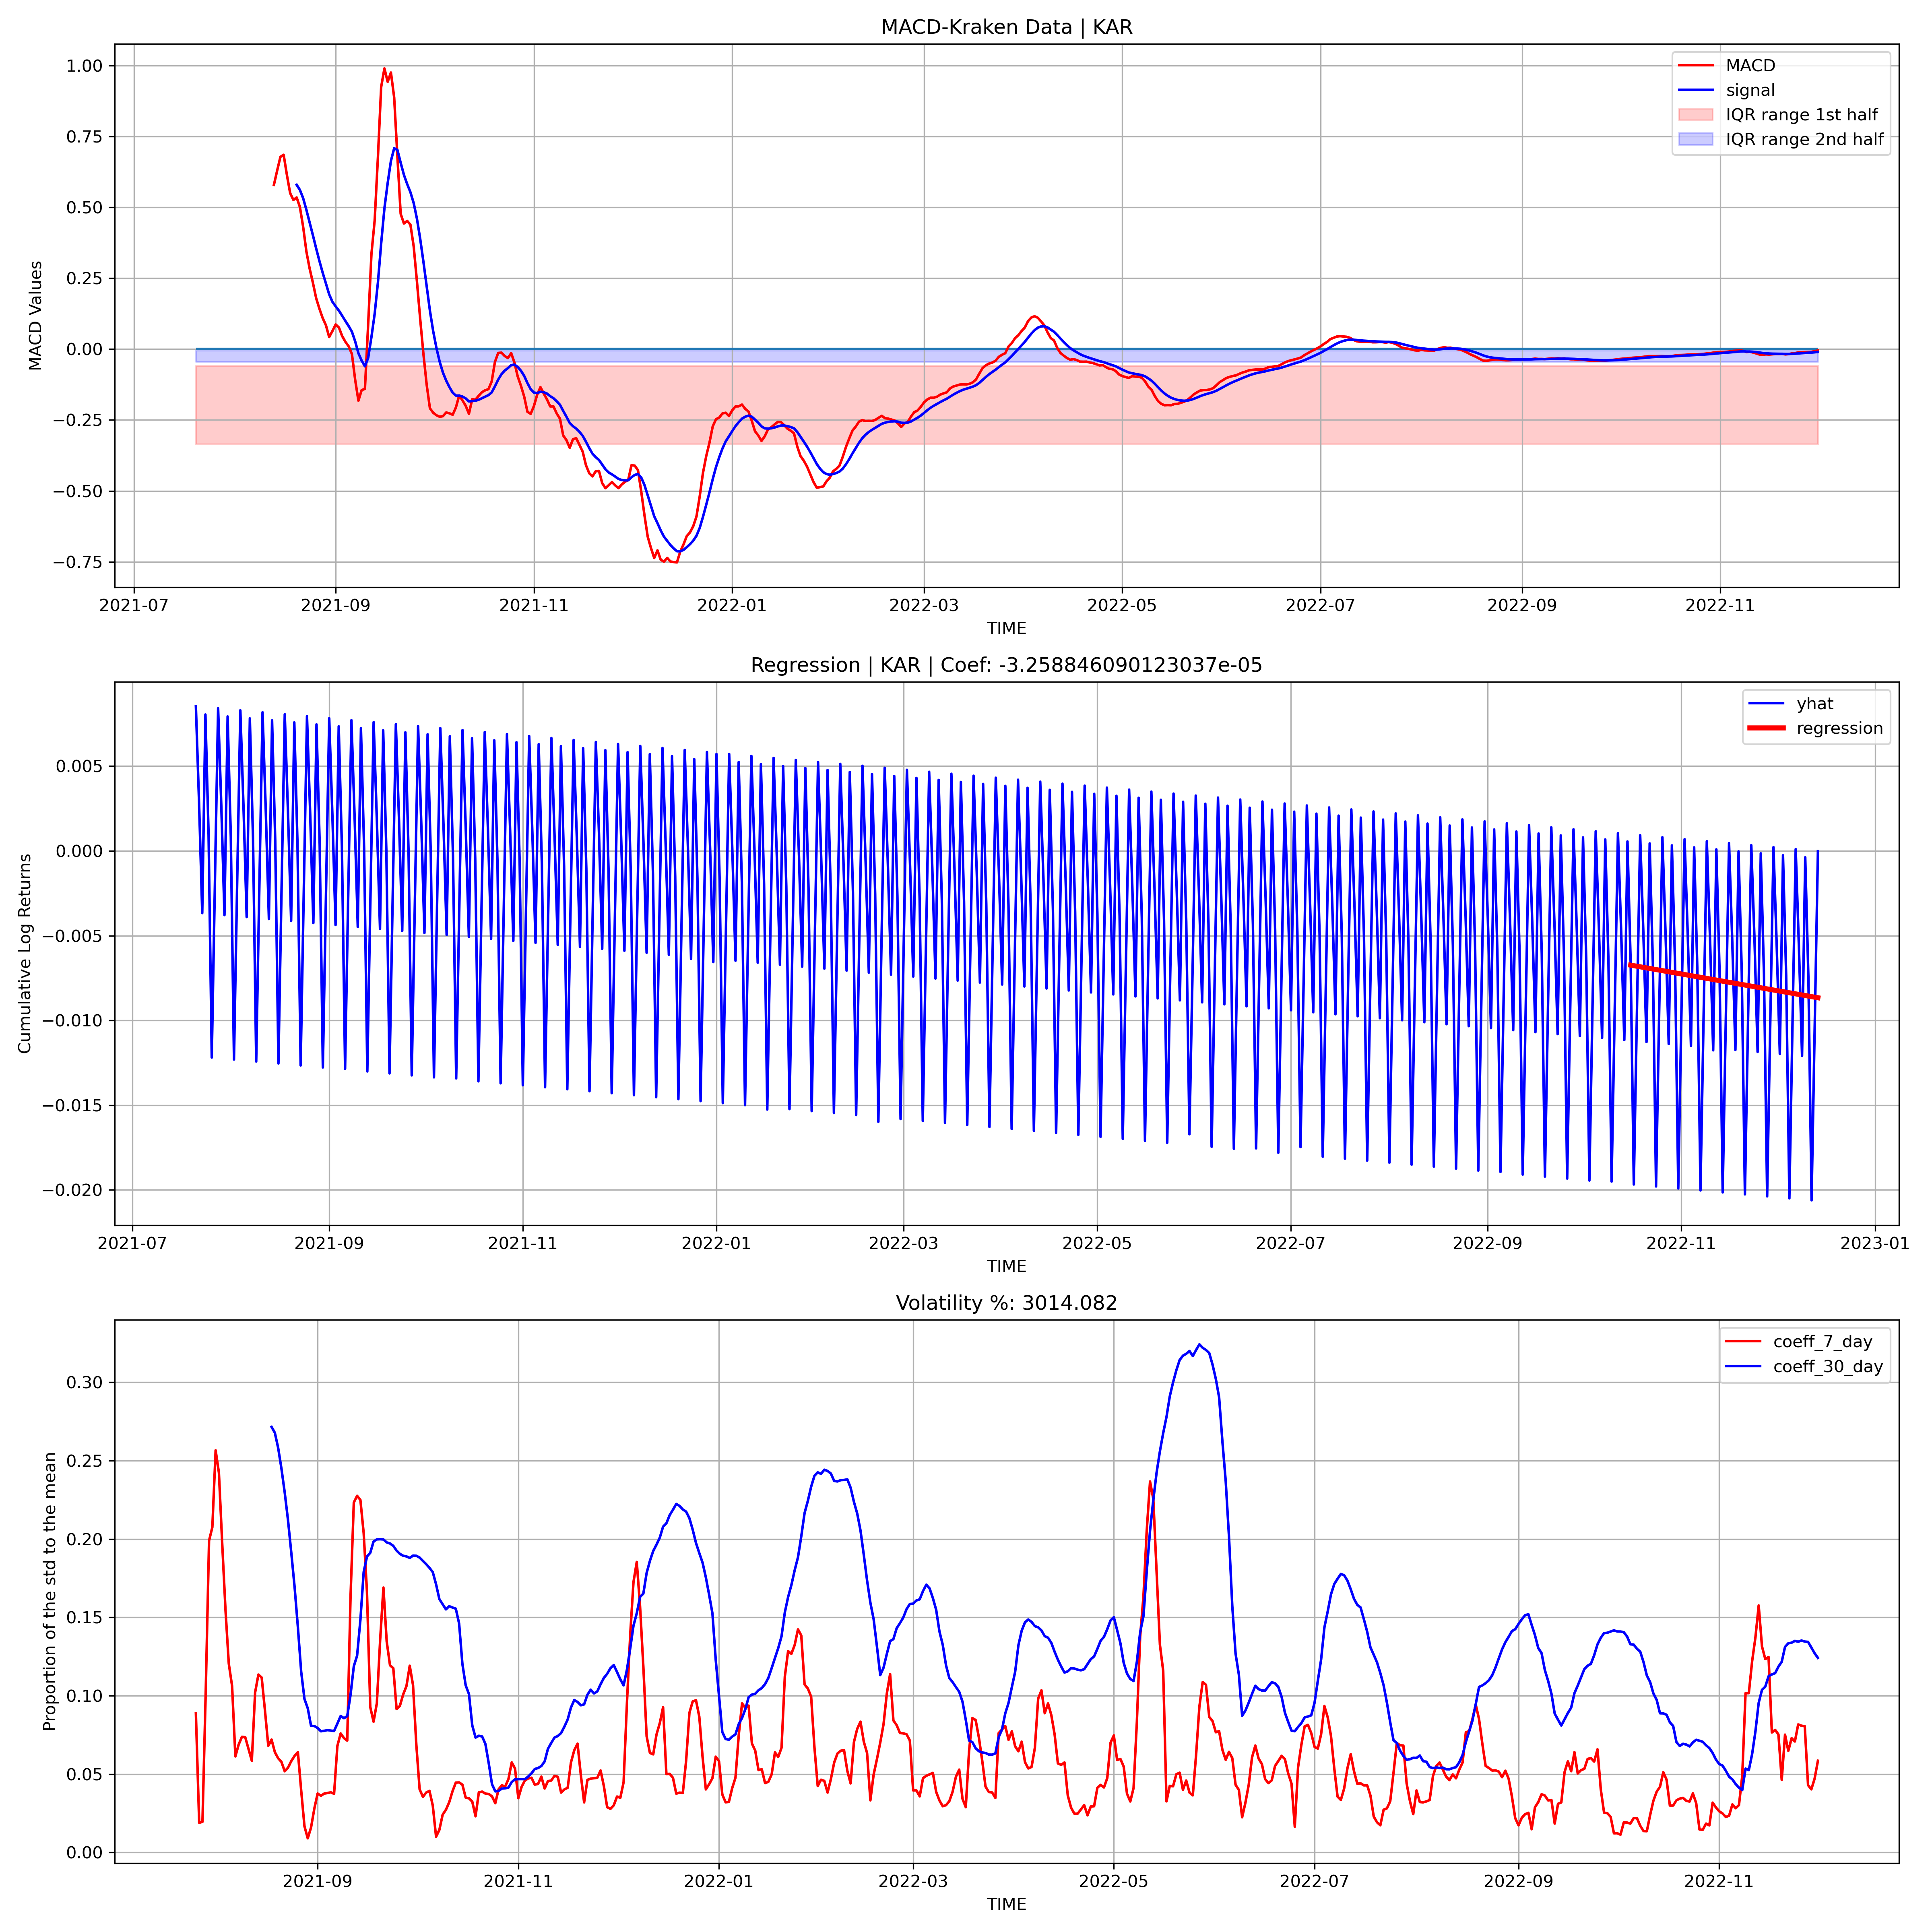 MACD-Kraken Data | KAR
MACD Values
1.00
0.75
0.50
0.25
0.00
−0.25
−0.50
−0.75
MACD
signal
IQR range 1st half
IQR range 2nd half
2021-07 2021-09 2021-11 2022-01 2022-03 2022-05 2022-07 2022-09 2022-11
TIME
Regression | KAR | Coef: -3.258846090123037e-05
Cumulative Log Returns
0.005
0.000
−0.005
−0.010
−0.015
−0.020
yhat
regression
2021-07 2021-09 2021-11 2022-01 2022-03 2022-05 2022-07 2022-09 2022-11 2023-01
TIME
Volatility %: 3014.082
Proportion of the std to the mean
0.30
0.25
0.20
0.15
0.10
0.05
0.00
coeff_7_day
coeff_30_day
2021-09 2021-11 2022-01 2022-03 2022-05 2022-07 2022-09 2022-11
TIME